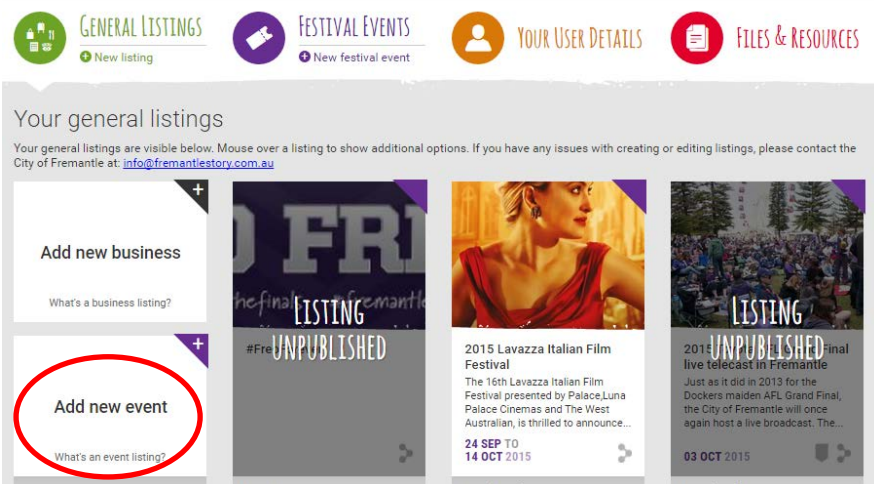 GENERAL LISTINGS
New listing
FESTIVAL EVENTS
New festival event
YOUR USER DETAILS
FILES & RESOURCES
Your general listings
Your general listings are visible below. Mouse over a listing to show additional options. If you have any issues with creating or editing listings, please contact the
City of Fremantle at: info@fremantlestory.com.au
Add new business
What's a business listing?
Add new event
What's an event listing?
FRE
LISTING
UNPUBLISHED
2015 Lavazza Italian Film
Festival
The 16th Lavazza Italian Film
Festival presented by Palace,Luna
Palace Cinemas and The West
Australian, is thrilled to announce...
24 SEP TO
14 OCT 2015
LISTING
UNPUBLISHED
2015 Final
live telecast in Fremantle
Just as it did in 2013 for the
Dockers maiden AFL Grand Final,
the City of Fremantle will once
again host a live broadcast. The...
03 OCT 2015